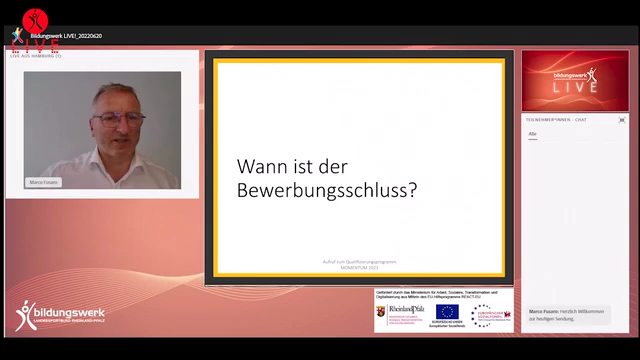 LIVE
Bildungswerk LIVE!_20220620
LIVE AUS HAMBURG (1)
Marco Fusaro
Wann ist der
Bewerbungsschluss?
Aufruf zum Qualifizierungsprogramm
MOMENTUM 2023
bildungswerk
LIVE
TEILNEHMER*INNEN - CHAT
Alle
Marco Fusaro: Herzlich Willkommen
zur heutigen Sendung.
bildungswerk
LANDESSPORTBUND RHEINLAND-PFALZ
Gefördert durch das Ministerium für Arbeit, Soziales, Transformation und
Digitalisierung aus Mitteln des EU-Hilfsprogramms REACT-EU
RheinlandPfalz
EUROPÄISCHE UNION
Europäischer Sozialfonds